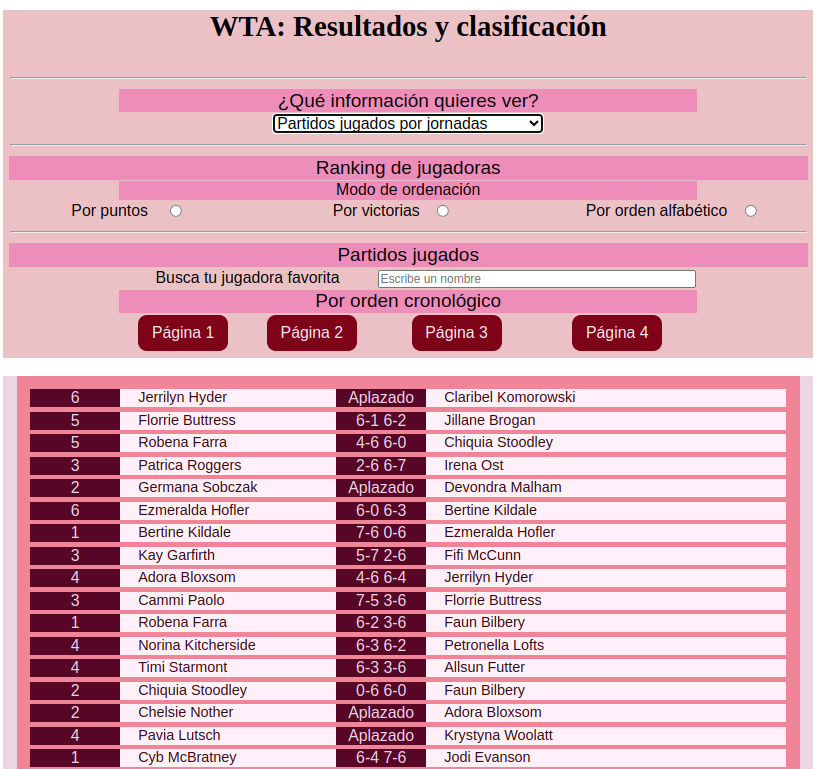 WTA: Resultados y clasificación
¿Qué información quieres ver?
Partidos jugados por jornadas
Ranking de jugadoras
Modo de ordenación
Por puntos Por victorias Por orden alfabético
Partidos jugados
Busca tu jugadora favorita Escribe un nombre
Por orden cronológico
Página 1 Página 2 Página 3 Página 4
6 Jerrilyn Hyder Aplazado Claribel Komorowski
5 Florrie Buttress 6-1 6-2 Jillane Brogan
5 Robena Farra 4-6 6-0 Chiquia Stoodley
3 Patrica Roggers 2-6 6-7 Irena Ost
2 Germana Sobczak Aplazado Devondra Malham
6 Ezmeralda Hofler 6-0 6-3 Bertine Kildale
1 Bertine Kildale 7-6 0-6 Ezmeralda Hofler
3 Kay Garfirth 5-7 2-6 Fifi McCunn
4 Adora Bloxsom 4-6 6-4 Jerrilyn Hyder
3 Cammi Paolo 7-5 3-6 Florrie Buttress
1 Robena Farra 6-2 3-6 Faun Bilbery
4 Norina Kitcherside 6-3 6-2 Petronella Lofts
4 Timi Starmont 6-3 3-6 Allsun Futter
2 Chiquia Stoodley 0-6 6-0 Faun Bilbery
2 Chelsie Nother Aplazado Adora Bloxsom
4 Pavia Lutsch Aplazado Krystyna Woolatt
1 Cyb McBratney 6-4 7-6 Jodi Evanson